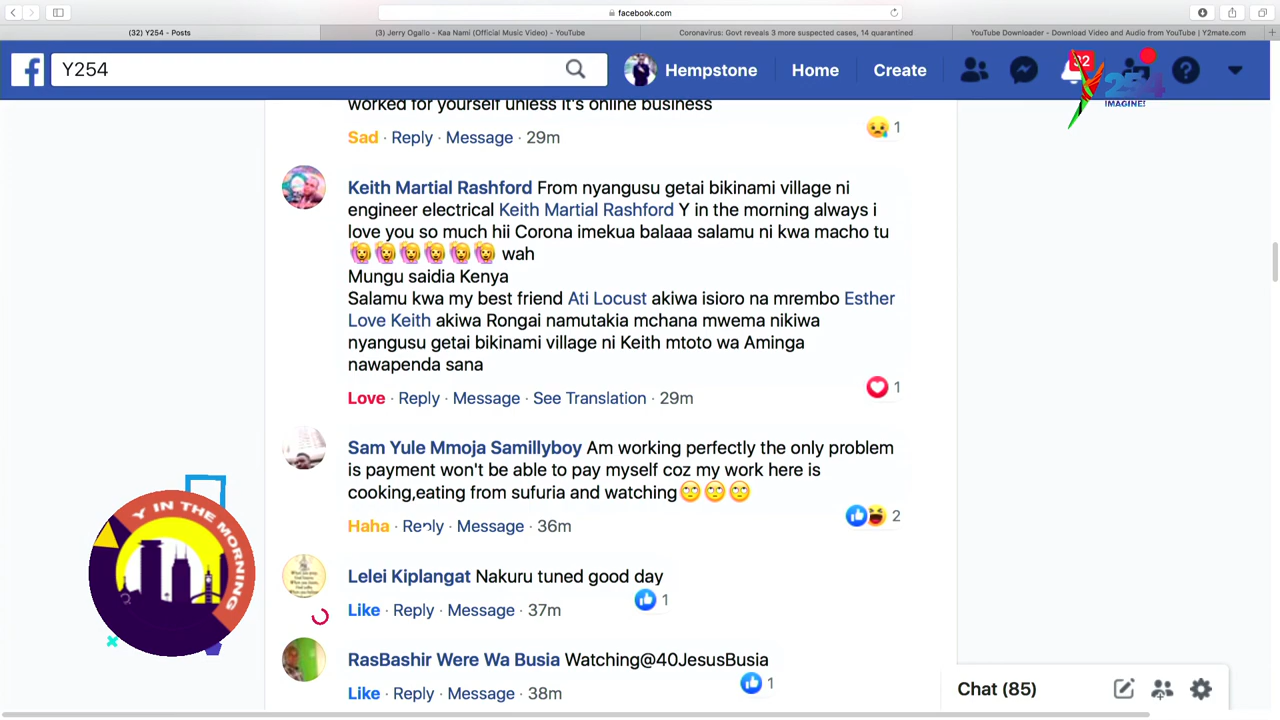 facebook.com
(32) Y254 - Posts
(3) Jerry Ogallo - Kaa Nami (Official Music Video) - YouTube
Coronavirus: Govt reveals 3 more suspected cases, 14 quarantined
YouTube Downloader - Download Video and Audio from YouTube | Y2mate.com
Y254
Hempstone
Home
Create
32
254
IMAGINE!
worked for yourself unless it's online business
Sad · Reply · Message · 29m
1
Keith Martial Rashford From nyangusu getai bikinami village ni
engineer electrical Keith Martial Rashford Y in the morning always i
love you so much hii Corona imekua balaaa salamu ni kwa macho tu
🙋🙋🙋🙋🙋🙋 wah
Mungu saidia Kenya
Salamu kwa my best friend Ati Locust akiwa isioro na mrembo Esther
Love Keith akiwa Rongai namutakia mchana mwema nikiwa
nyangusu getai bikinami village ni Keith mtoto wa Aminga
nawapenda sana
Love · Reply · Message · See Translation · 29m
1
Sam Yule Mmoja Samillyboy Am working perfectly the only problem
is payment won't be able to pay myself coz my work here is
cooking,eating from sufuria and watching🙄🙄🙄
Haha · Reply · Message · 36m
2
Lelei Kiplangat Nakuru tuned good day
1
Like · Reply · Message · 37m
RasBashir Were Wa Busia Watching@40JesusBusia
1
Like · Reply · Message · 38m
Y IN THE MORNING
Chat (85)